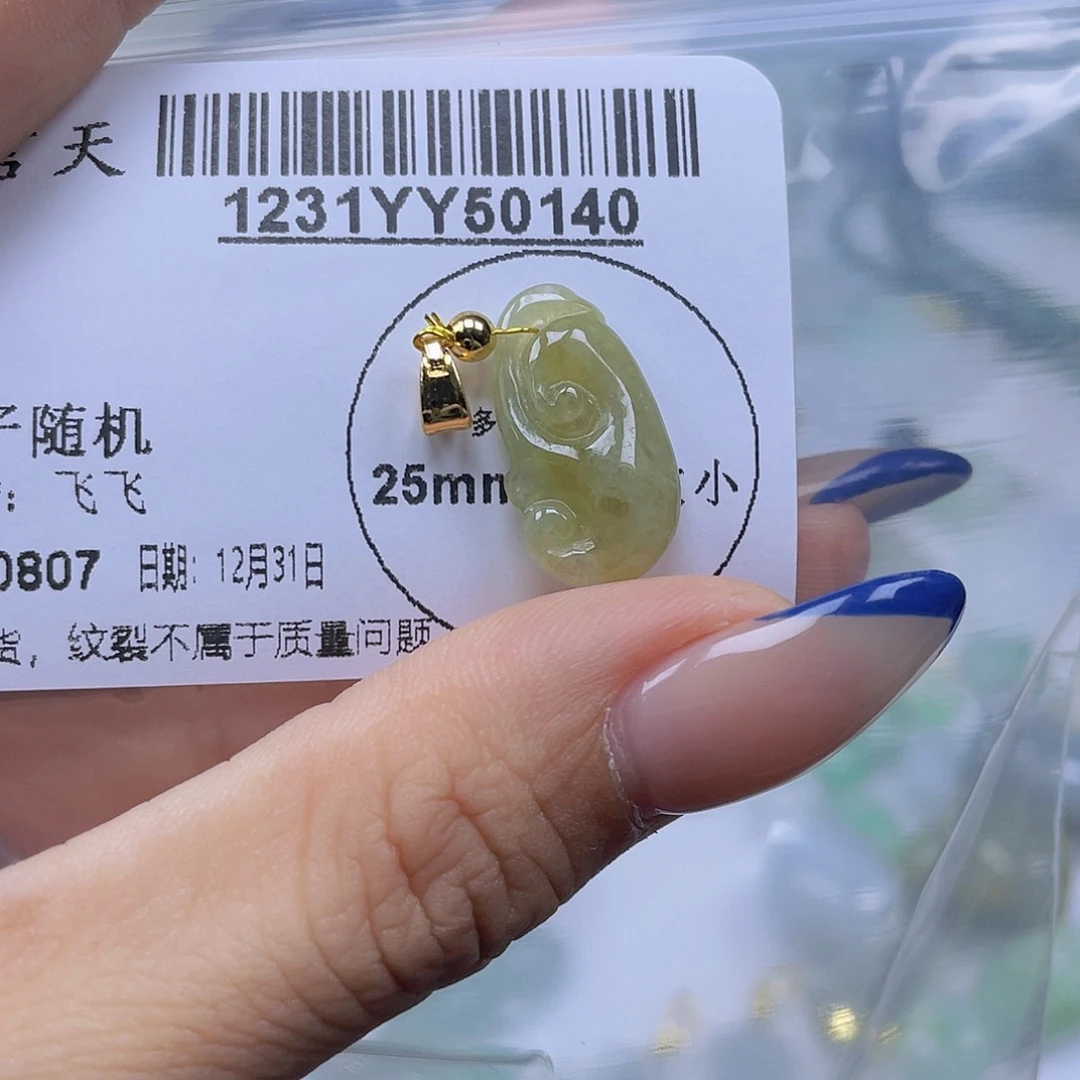 天
1231YY50140
随机
多
25mm 小
: 飞飞
0807 日期: 12月31日
货, 纹裂不属于质量问题